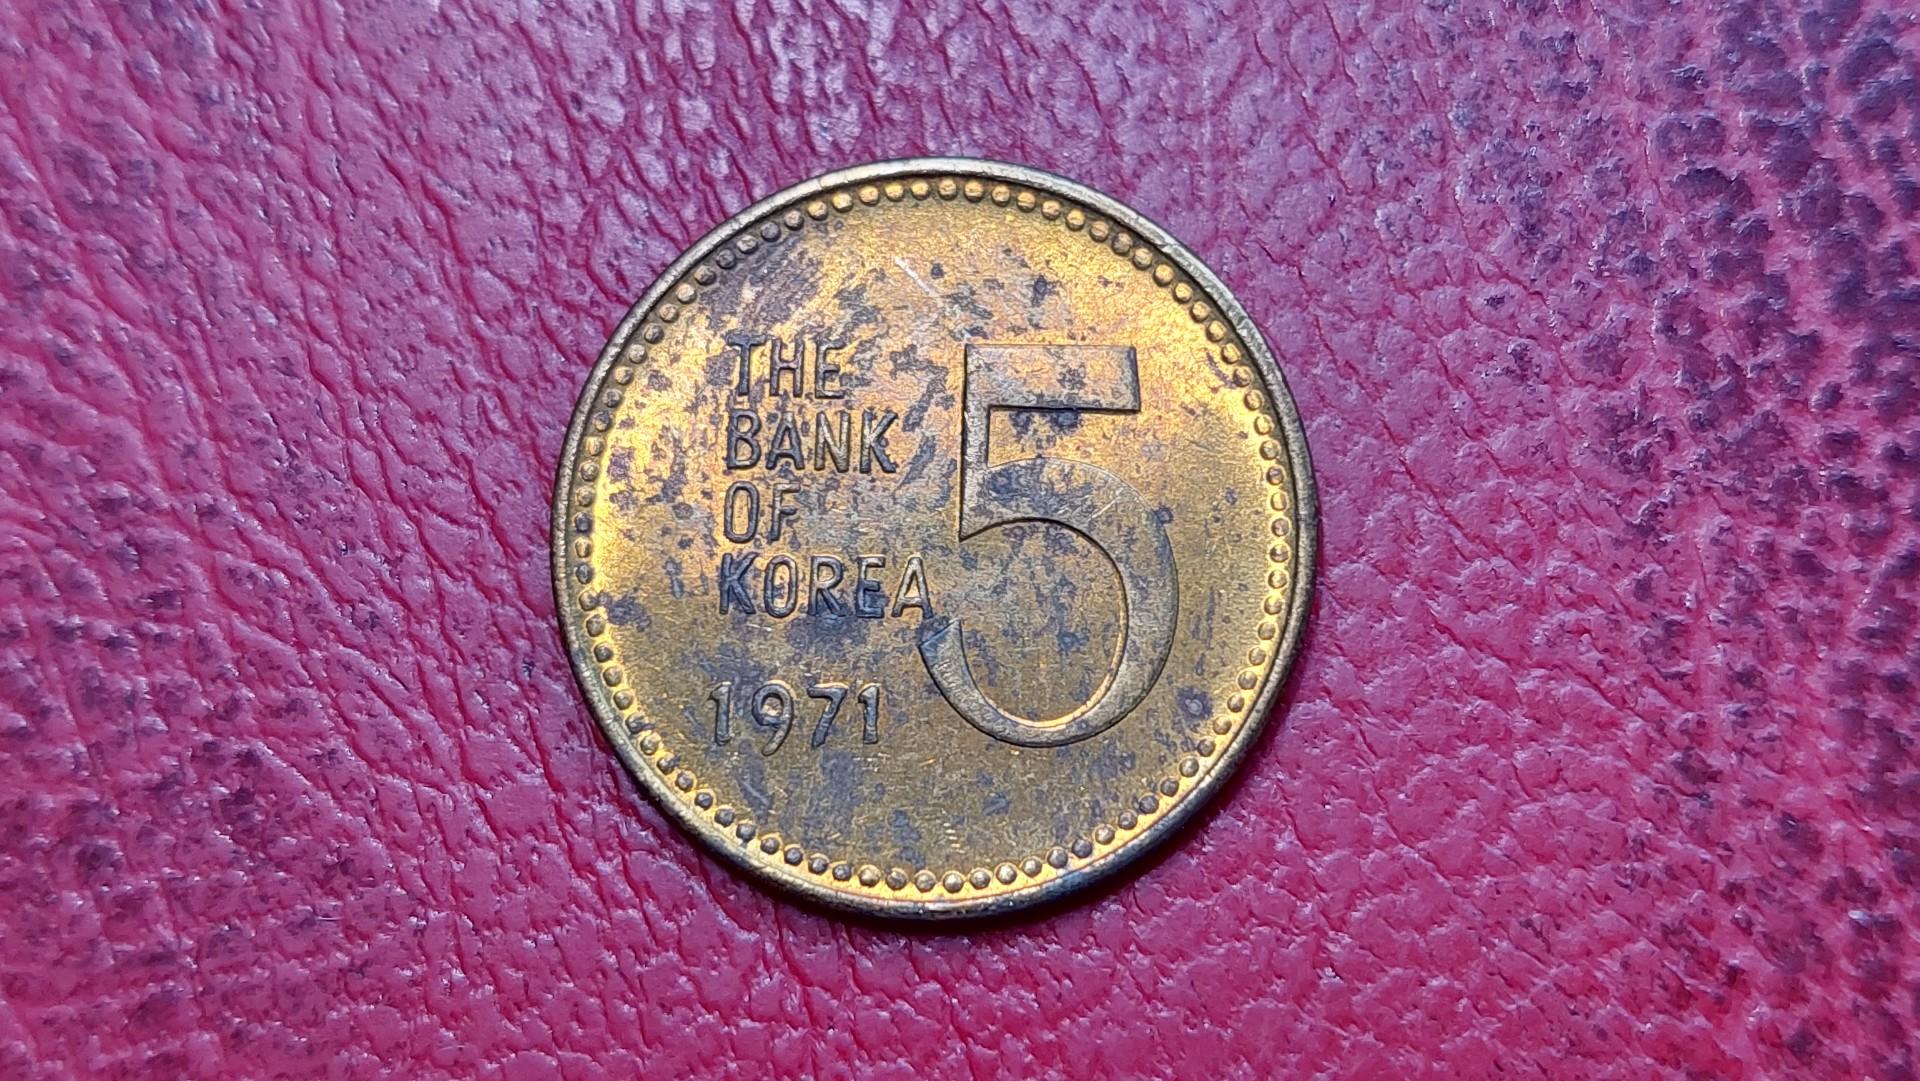 THE
BANK
OF
KOREA
1971
5